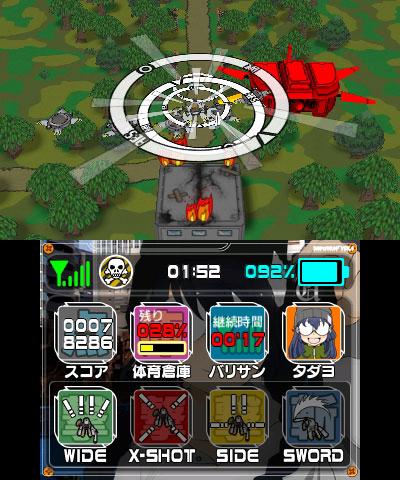 01:52
092%
0007
8286
スコア
残り
028%
体育倉庫
継続時間
00'17
バリサン
タダヨ
WIDE
X-SHOT
SIDE
SWORD